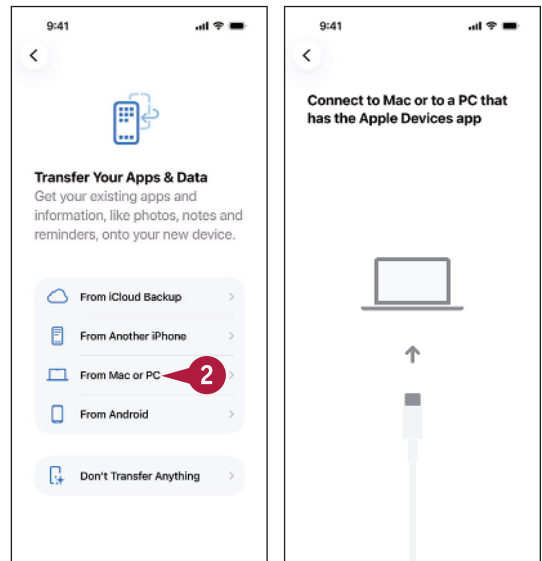 9:41
Transfer Your Apps & Data
Get your existing apps and
information, like photos, notes and
reminders, onto your new device.
From iCloud Backup
From Another iPhone
From Mac or PC
2
From Android
Don't Transfer Anything
9:41
Connect to Mac or to a PC that
has the Apple Devices app